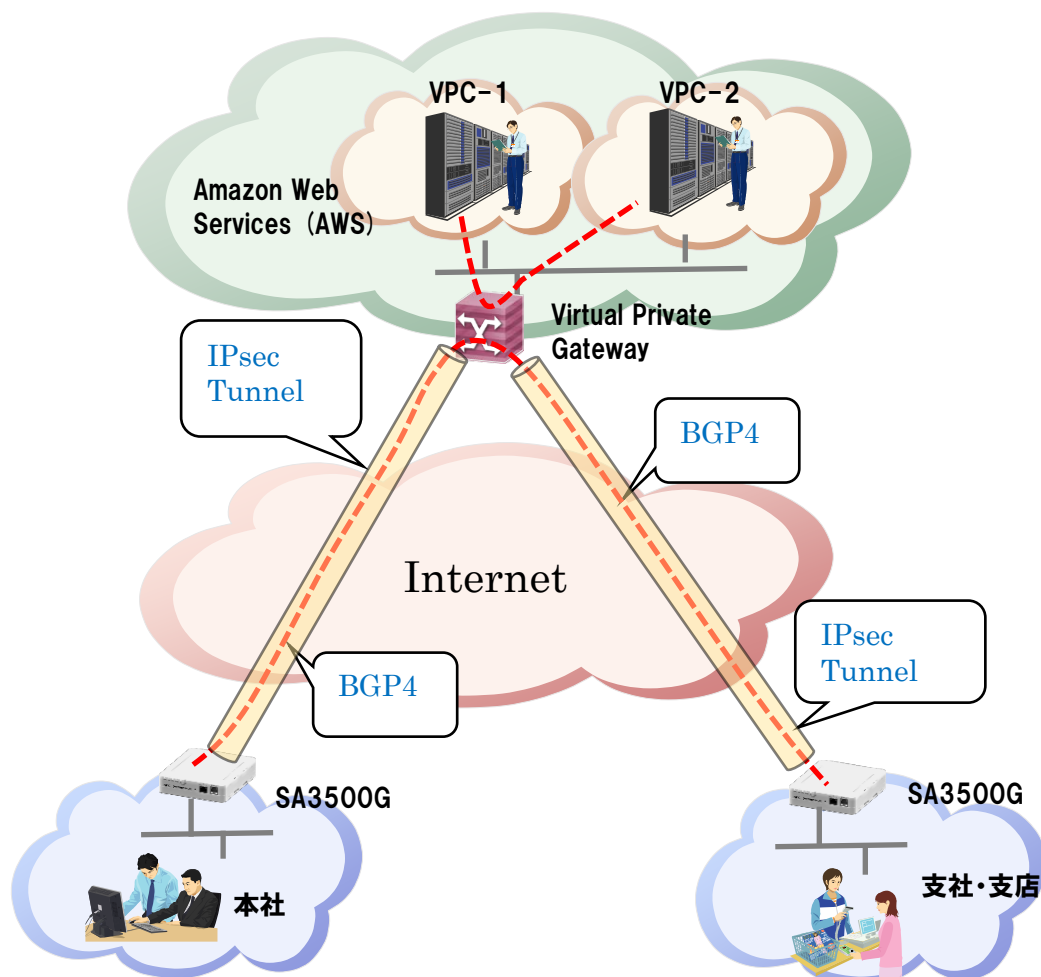 VPC-1
VPC-2
Amazon Web
Services (AWS)
Virtual Private
Gateway
IPsec
Tunnel
BGP4
Internet
IPsec
Tunnel
BGP4
SA3500G
SA3500G
本社
支社・支店